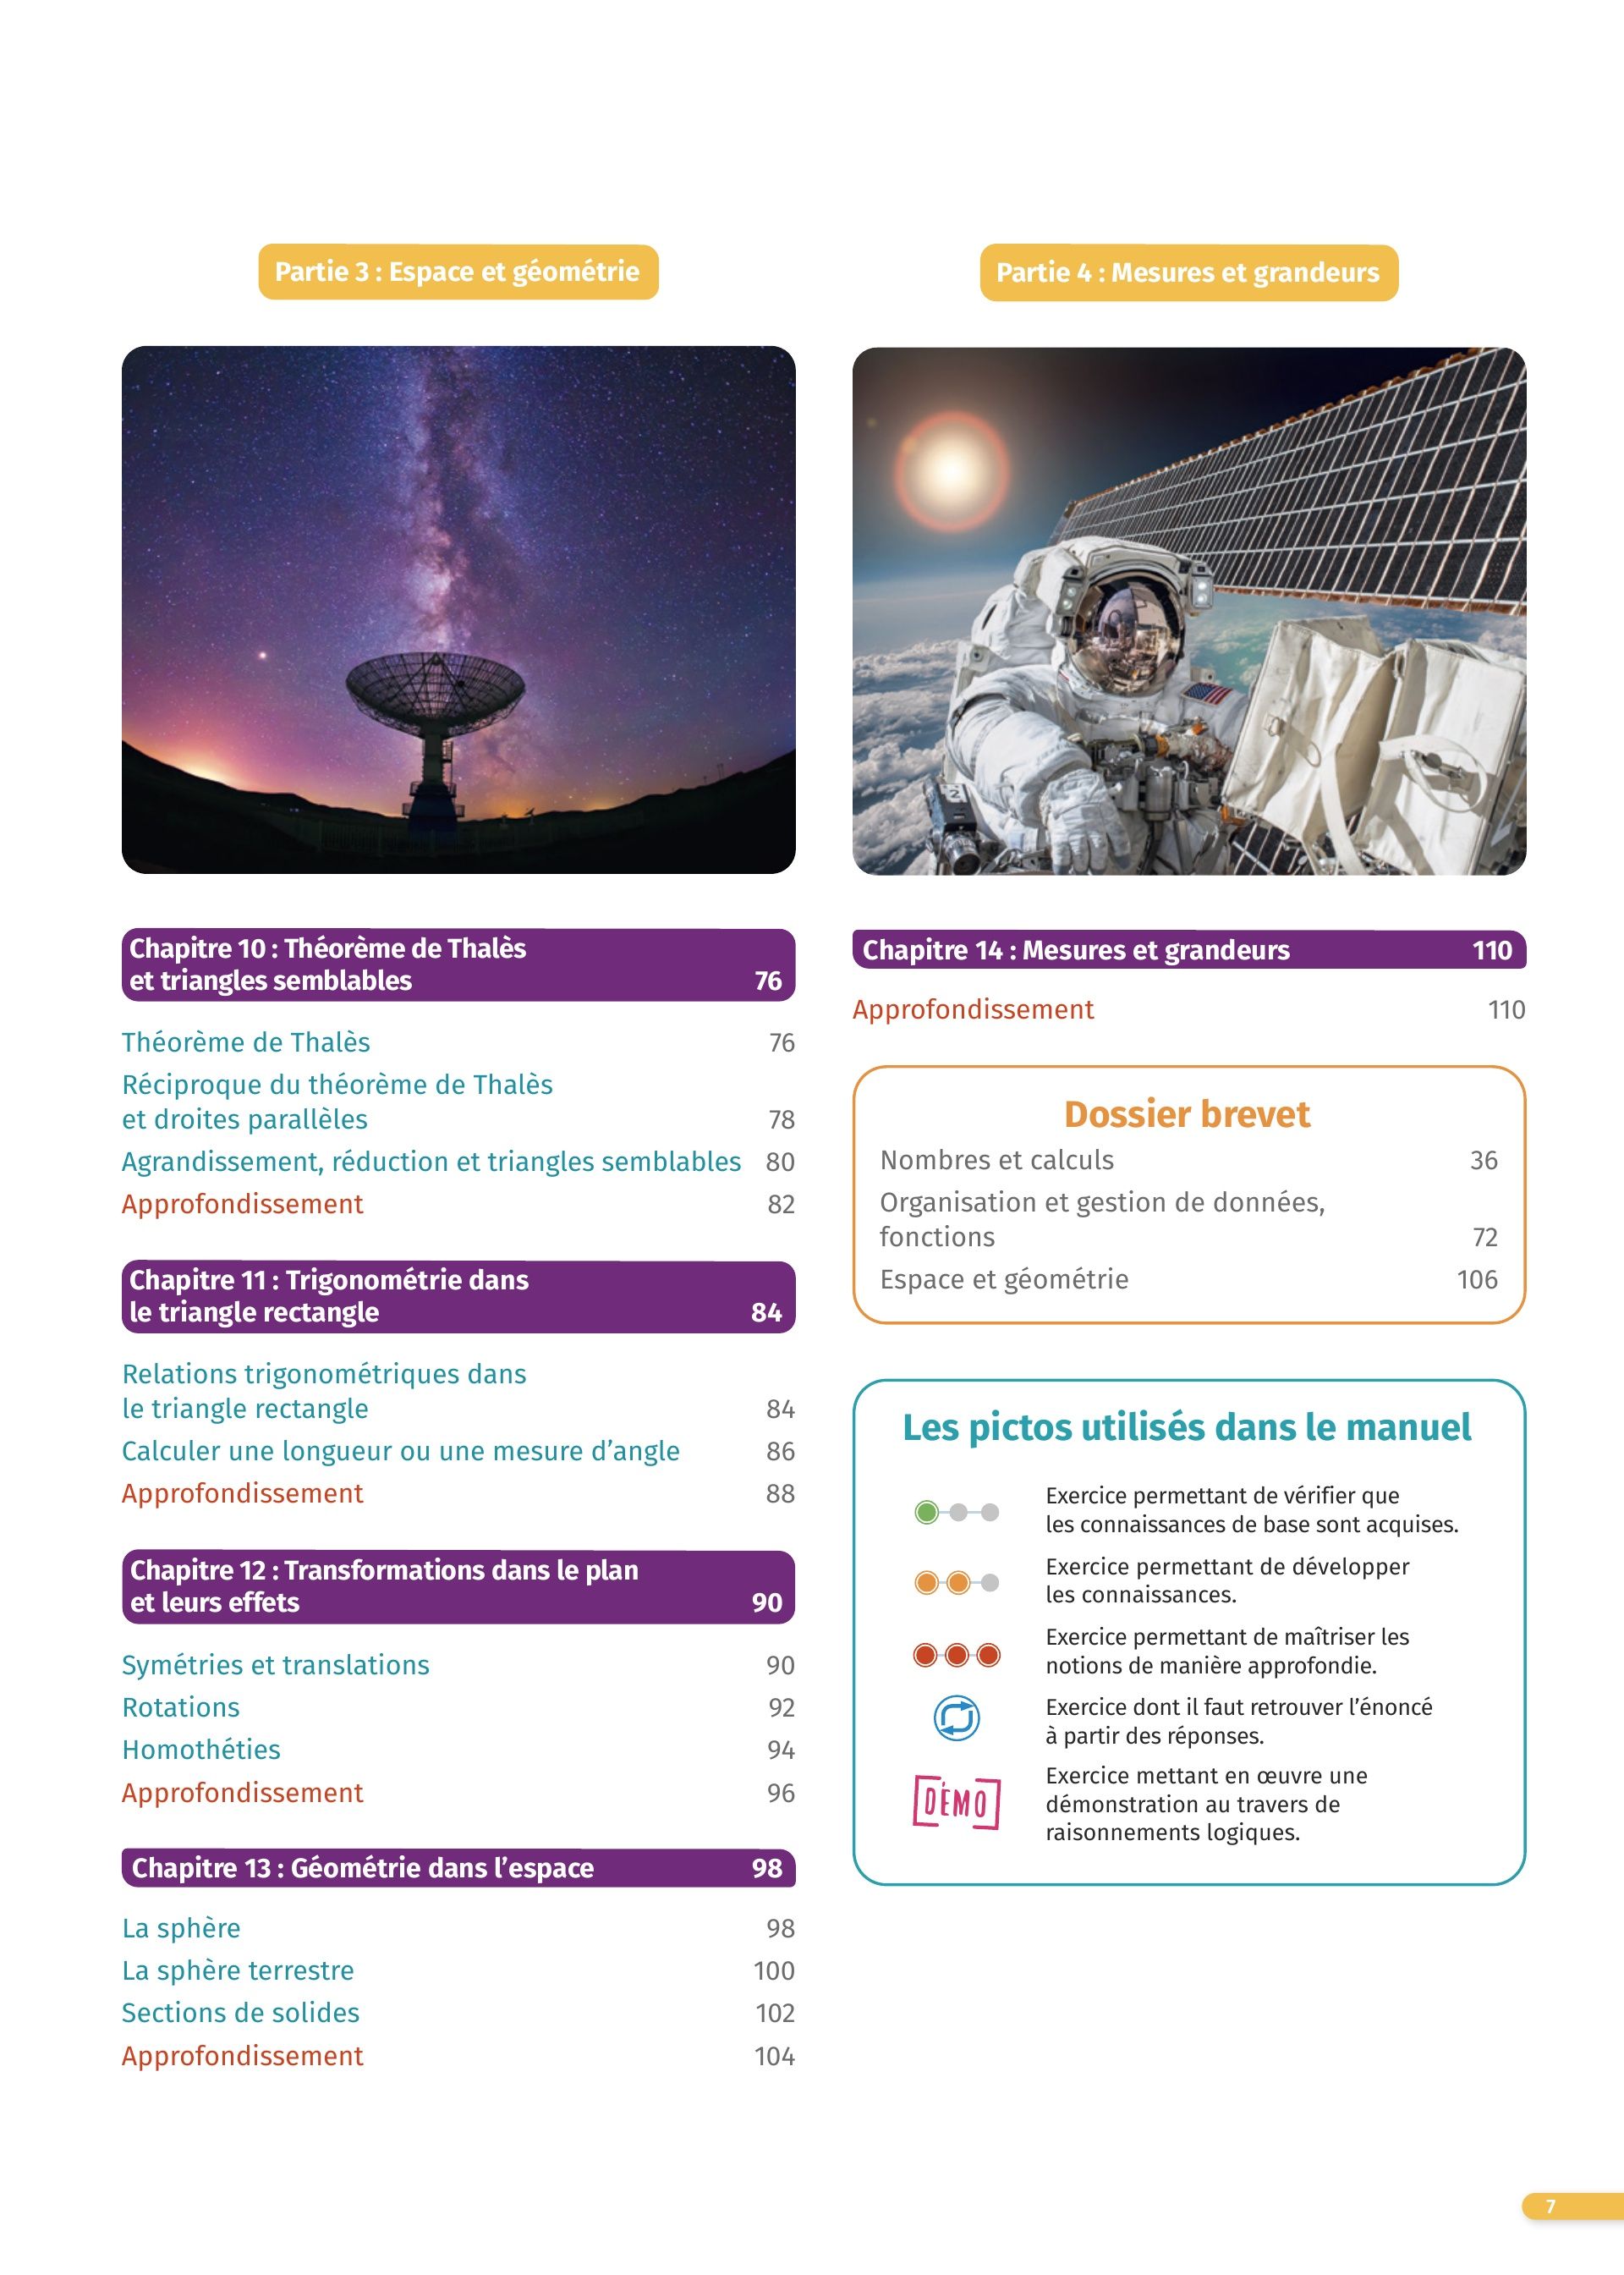 Partie 3 : Espace et géométrie
Chapitre 10 : Théorème de Thalès
et triangles semblables 76
Théorème de Thalès 76
Réciproque du théorème de Thalès
et droites parallèles 78
Agrandissement, réduction et triangles semblables 80
Approfondissement 82
Chapitre 11 : Trigonométrie dans
le triangle rectangle 84
Relations trigonométriques dans
le triangle rectangle 84
Calculer une longueur ou une mesure d’angle 86
Approfondissement 88
Chapitre 12 : Transformations dans le plan
et leurs effets 90
Symétries et translations 90
Rotations 92
Homothéties 94
Approfondissement 96
Chapitre 13 : Géométrie dans l’espace 98
La sphère 98
La sphère terrestre 100
Sections de solides 102
Approfondissement 104
Partie 4 : Mesures et grandeurs
2
Chapitre 14 : Mesures et grandeurs 110
Approfondissement 110
Dossier brevet
Nombres et calculs 36
Organisation et gestion de données,
fonctions 72
Espace et géométrie 106
Les pictos utilisés dans le manuel
Exercice permettant de vérifier que
les connaissances de base sont acquises.
Exercice permettant de développer
les connaissances.
Exercice permettant de maîtriser les
notions de manière approfondie.
Exercice dont il faut retrouver l’énoncé
à partir des réponses.
DÉMO
Exercice mettant en œuvre une
démonstration au travers de
raisonnements logiques.
7